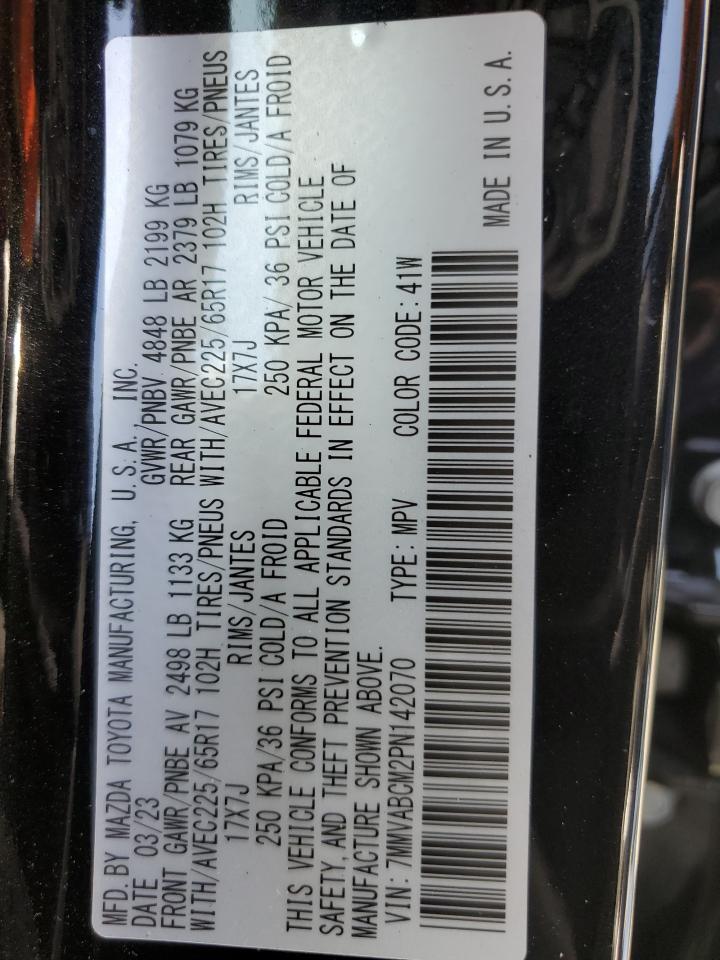 MFD.BY MAZDA TOYOTA MANUFACTURING, U.S.A. INC.
DATE 03/23 GVWR/PNBV 4848 LB 2199 KG
FRONT GAWR/PNBE AV 2498 LB 1133 KG REAR GAWR/PNBE AR 2379 LB 1079 KG
WITH/AVEC225/65R17 102H TIRES/PNEUS WITH/AVEC225/65R17 102H TIRES/PNEUS
17X7J RIMS/JANTES 17X7J RIMS/JANTES
250 KPA/36 PSI COLD/A FROID 250 KPA/ 36 PSI COLD/A FROID
THIS VEHICLE CONFORMS TO ALL APPLICABLE FEDERAL MOTOR VEHICLE
SAFETY,AND THEFT PREVENTION STANDARDS IN EFFECT ON THE DATE OF
MANUFACTURE SHOWN ABOVE.
VIN:7MMVABCM2PN142070 TYPE:MPV COLOR CODE:41W
MADE IN U.S.A.